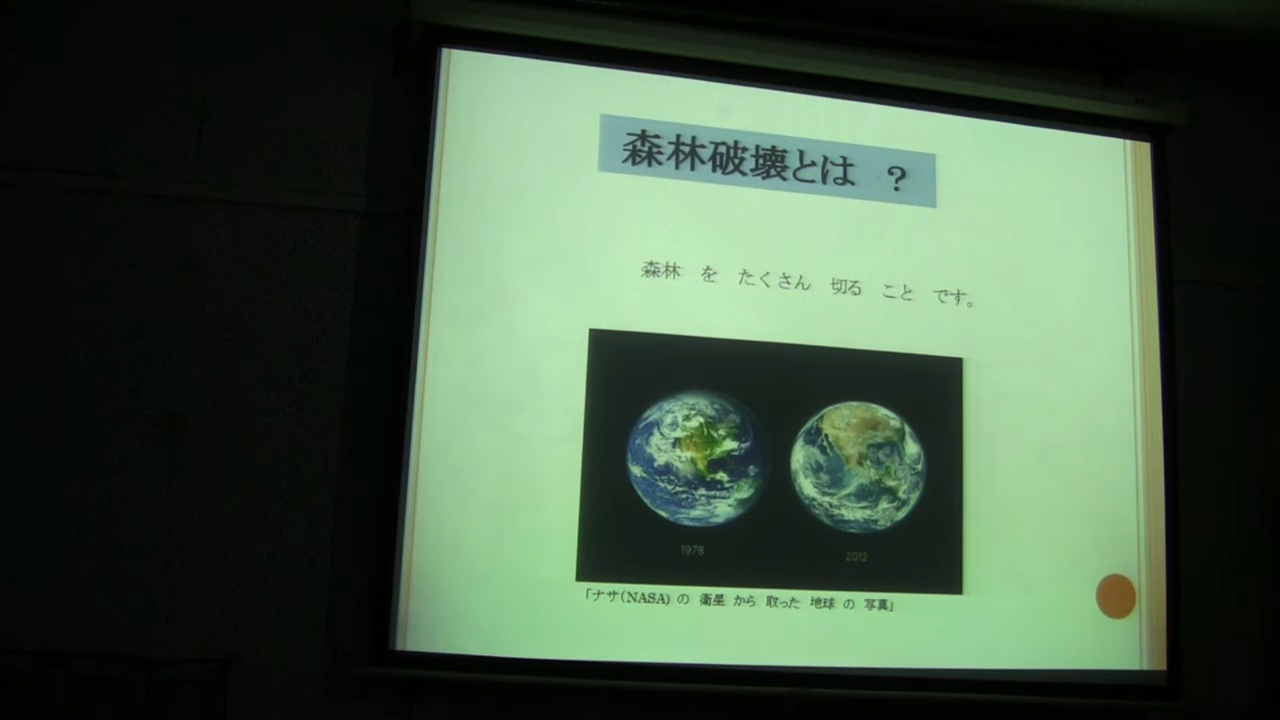 森林破壊とは　？
森林　を　たくさん　切る　こと　です。
1978
2012
「ナサ（NASA) の　衛星　から　取った　地球　の　写真」